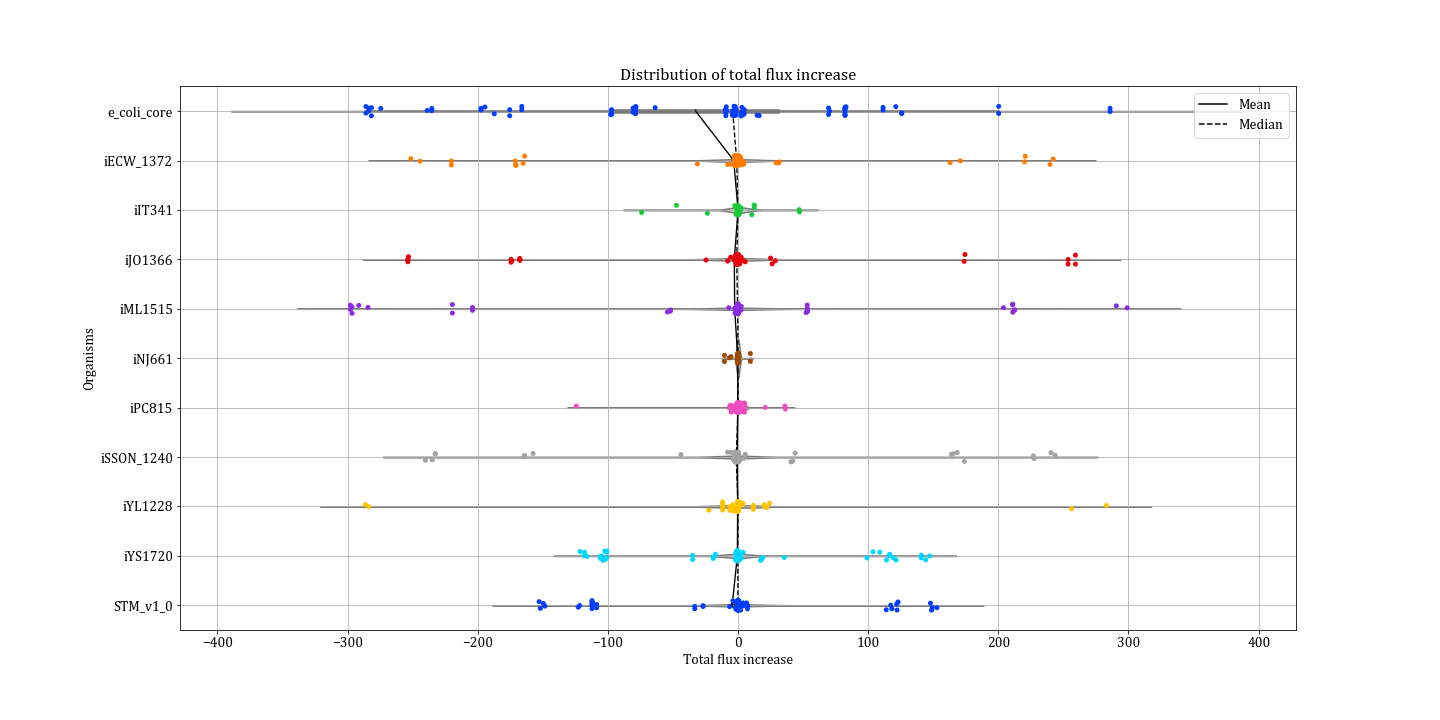 Distribution of total flux increase
Mean
Median
e_coli_core
iECW_1372
iIT341
iJO1366
iML1515
iNJ661
iPC815
iSSON_1240
iYL1228
iYS1720
STM_v1_0
Organisms
−400 −300 −200 −100 0 100 200 300 400
Total flux increase